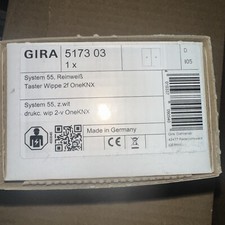 GIRA
5173 03
1 x
D
I05
System 55, Reinweiß
Taster Wippe 2f OneKNX
System 55, z.wit
drukc. wip 2-v OneKNX
Made in Germany